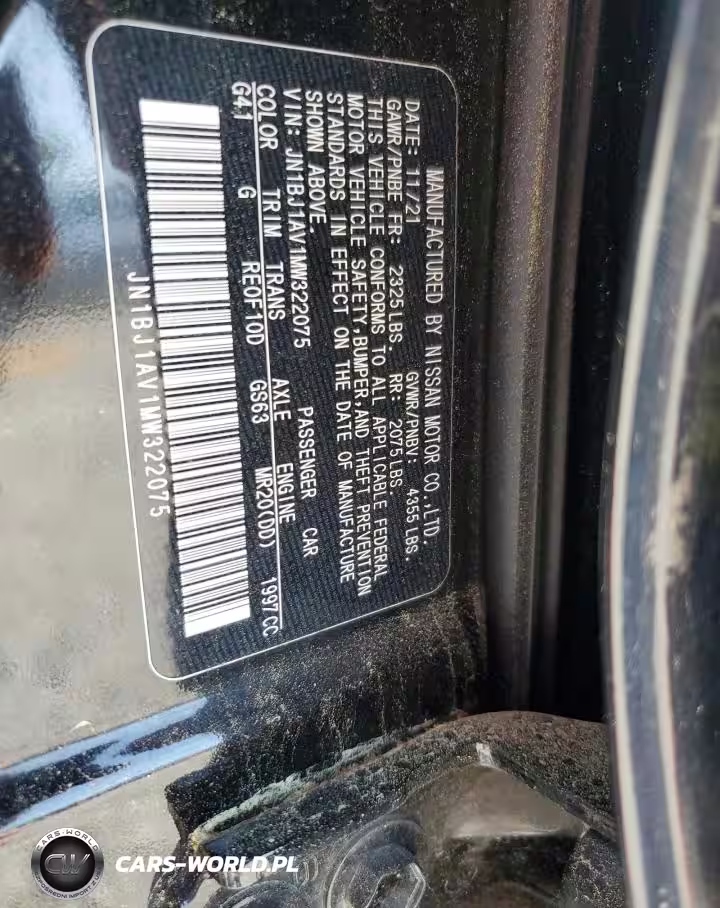 MANUFACTURED BY NISSAN MOTOR CO.,LTD.
DATE: 11/21 GVWR/PNBV: 4355 LBS.
GAWR/PNBE FR: 2325 LBS. RR: 2075 LBS.
THIS VEHICLE CONFORMS TO ALL APPLICABLE FEDERAL
MOTOR VEHICLE SAFETY,BUMPER,AND THEFT PREVENTION
STANDARDS IN EFFECT ON THE DATE OF MANUFACTURE
SHOWN ABOVE.
VIN: JN1BJ1AV1MW322075 PASSENGER CAR
COLOR TRIM TRANS AXLE ENGINE
G41 G RE0F10D GS63 MR20(DD) 1997CC
JN1BJ1AV1MW322075
CARS-WORLD
CW
CARS-WORLD.PL